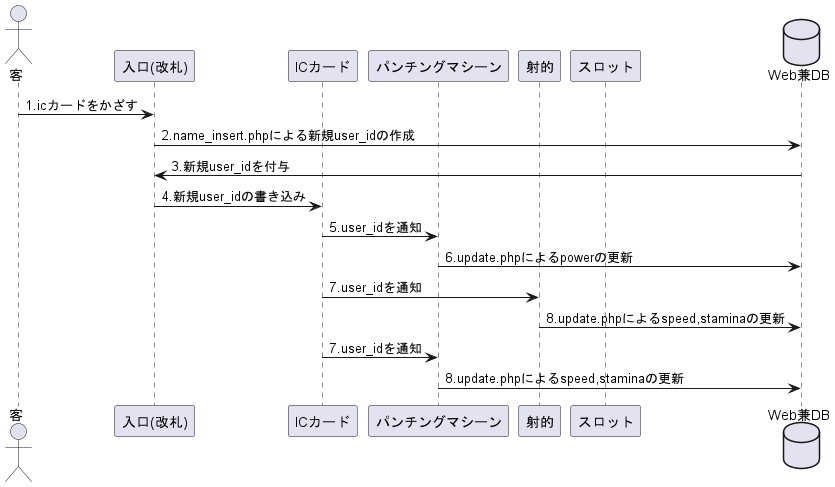 客
入口(改札)
ICカード
パンチングマシーン
射的
スロット
Web兼DB
1.icカードをかざす
2.name_insert.phpによる新規user_idの作成
3.新規user_idを付与
4.新規user_idの書き込み
5.user_idを通知
6.update.phpによるpowerの更新
7.user_idを通知
8.update.phpによるspeed,staminaの更新
7.user_idを通知
8.update.phpによるspeed,staminaの更新
客
入口(改札)
ICカード
パンチングマシーン
射的
スロット
Web兼DB